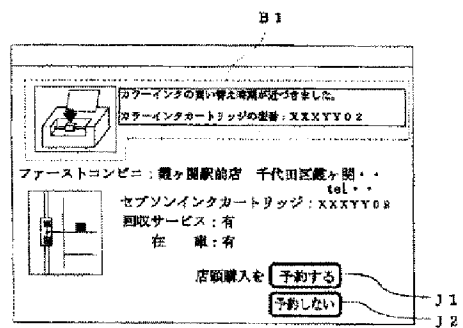 B1
カラーインクの買い替え時期が近づきました。
カラーインクカートリッジの型番：XXXYY02
ファーストコンビニ：霞ヶ関駅前店 千代田区霞ヶ関・・
tel・・
セブソンインクカートリッジ：XXXYY02
回収サービス：有
在 庫：有
店頭購入を 予約する
予約しない
J1
J2